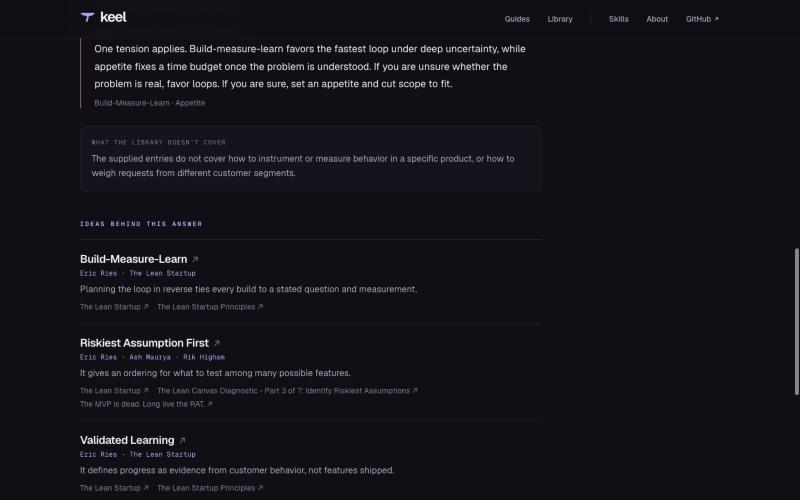 keel
Guides Library Skills About GitHub ↗
One tension applies. Build-measure-learn favors the fastest loop under deep uncertainty, while
appetite fixes a time budget once the problem is understood. If you are unsure whether the
problem is real, favor loops. If you are sure, set an appetite and cut scope to fit.
Build-Measure-Learn · Appetite
WHAT THE LIBRARY DOESN'T COVER
The supplied entries do not cover how to instrument or measure behavior in a specific product, or how to
weigh requests from different customer segments.
IDEAS BEHIND THIS ANSWER
Build-Measure-Learn ↗
Eric Ries · The Lean Startup
Planning the loop in reverse ties every build to a stated question and measurement.
The Lean Startup ↗ The Lean Startup Principles ↗
Riskiest Assumption First ↗
Eric Ries · Ash Maurya · Rik Higham
It gives an ordering for what to test among many possible features.
The Lean Startup ↗ The Lean Canvas Diagnostic - Part 3 of 7: Identify Riskiest Assumptions ↗
The MVP is dead. Long live the RAT. ↗
Validated Learning ↗
Eric Ries · The Lean Startup
It defines progress as evidence from customer behavior, not features shipped.
The Lean Startup ↗ The Lean Startup Principles ↗